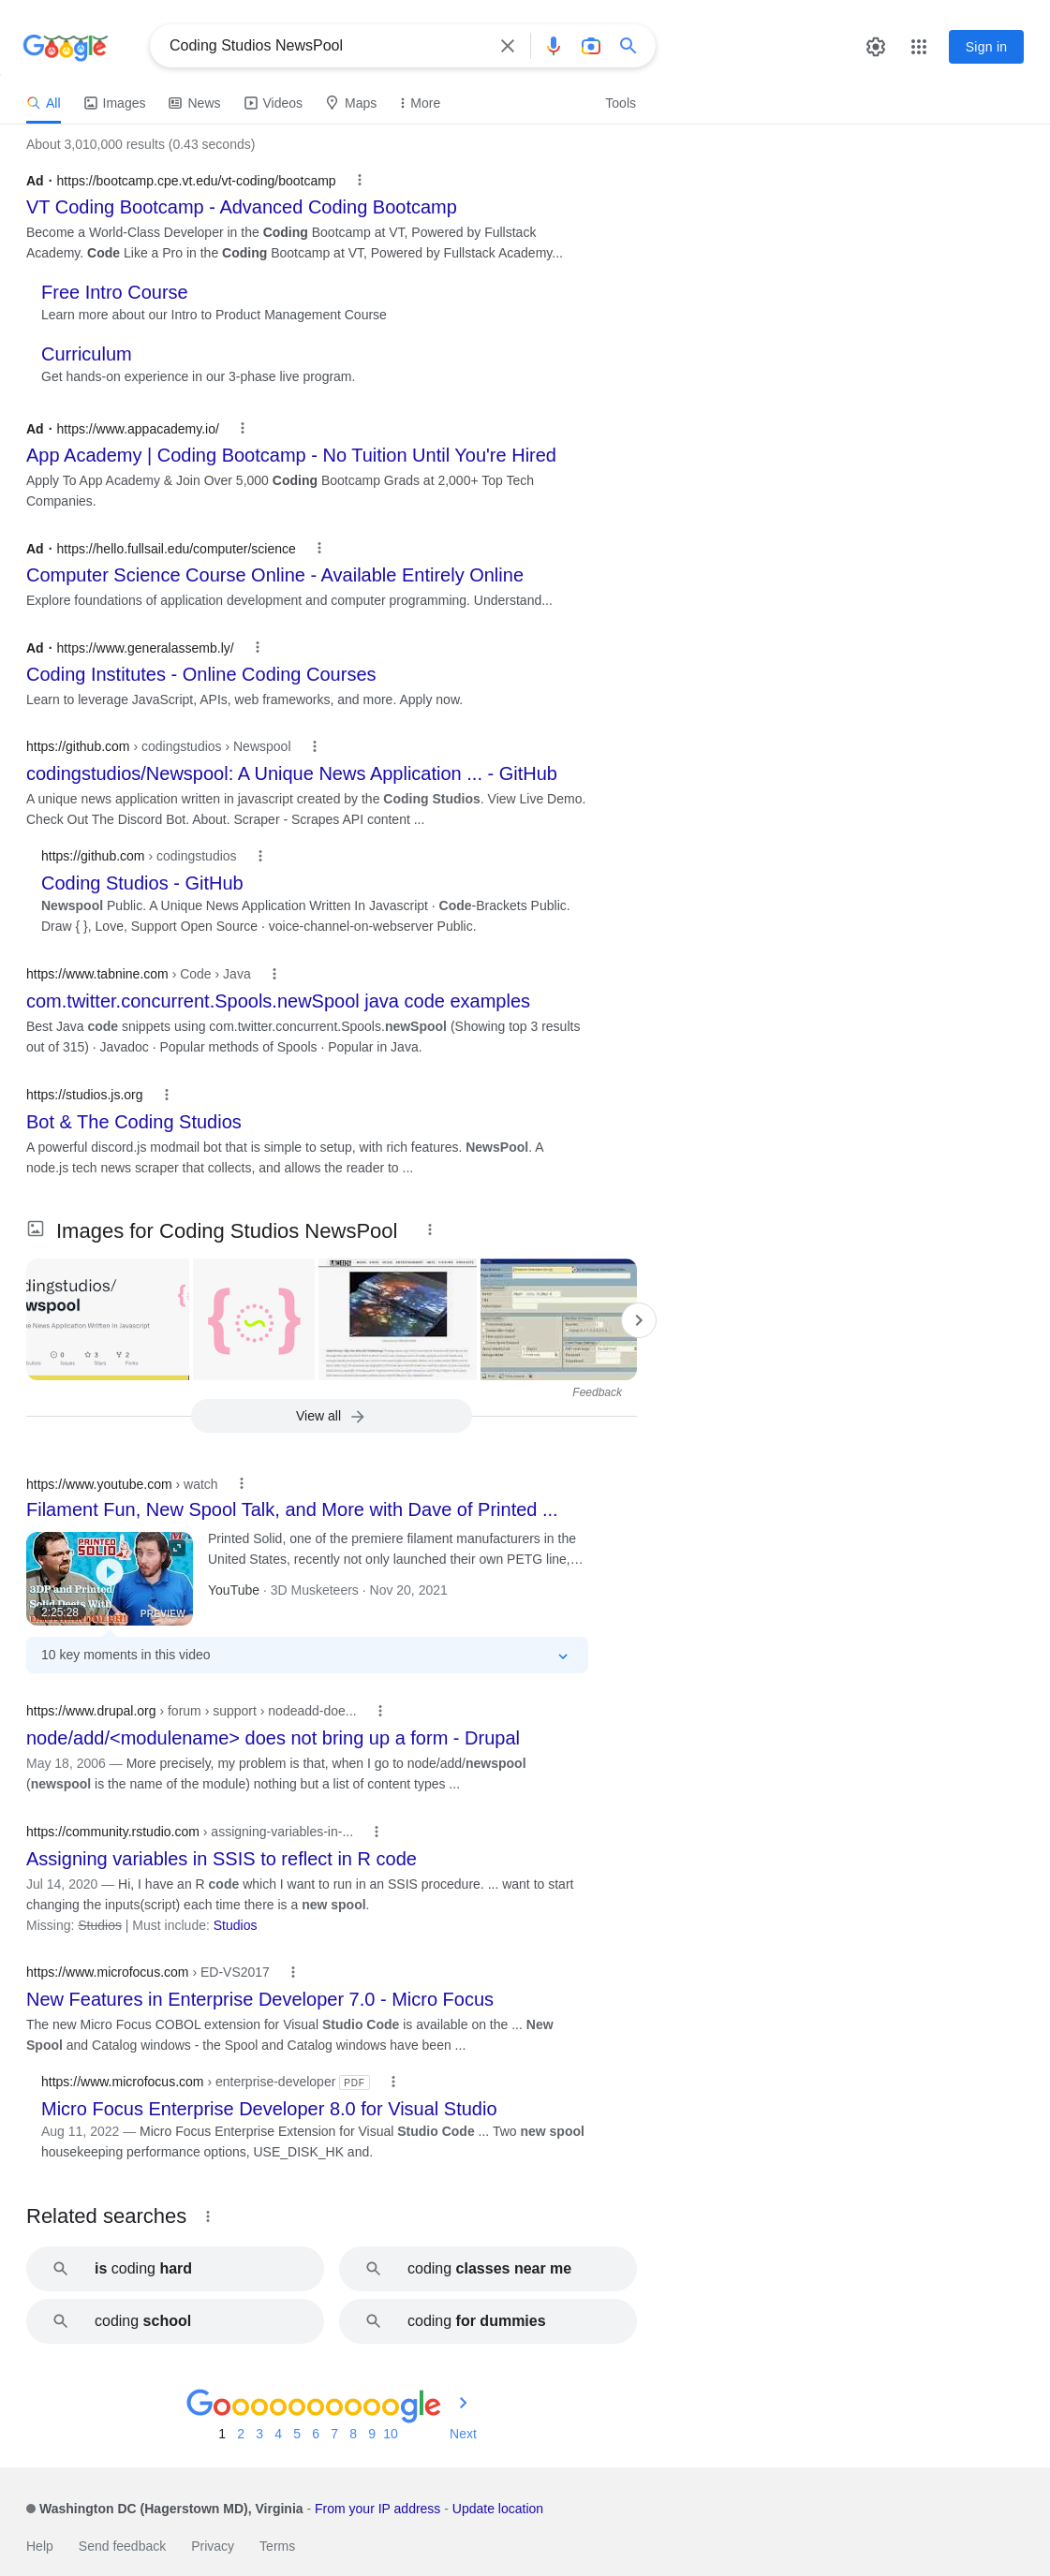 Google
Coding Studios NewsPool
Sign in
All
Images
News
Videos
Maps
More
Tools
About 3,010,000 results (0.43 seconds)
Ad · https://bootcamp.cpe.vt.edu/vt-coding/bootcamp
VT Coding Bootcamp - Advanced Coding Bootcamp
Become a World-Class Developer in the Coding Bootcamp at VT, Powered by Fullstack
Academy. Code Like a Pro in the Coding Bootcamp at VT, Powered by Fullstack Academy...
Free Intro Course
Learn more about our Intro to Product Management Course
Curriculum
Get hands-on experience in our 3-phase live program.
Ad · https://www.appacademy.io/
App Academy | Coding Bootcamp - No Tuition Until You're Hired
Apply To App Academy & Join Over 5,000 Coding Bootcamp Grads at 2,000+ Top Tech
Companies.
Ad · https://hello.fullsail.edu/computer/science
Computer Science Course Online - Available Entirely Online
Explore foundations of application development and computer programming. Understand...
Ad · https://www.generalassemb.ly/
Coding Institutes - Online Coding Courses
Learn to leverage JavaScript, APIs, web frameworks, and more. Apply now.
https://github.com › codingstudios › Newspool
codingstudios/Newspool: A Unique News Application ... - GitHub
A unique news application written in javascript created by the Coding Studios. View Live Demo.
Check Out The Discord Bot. About. Scraper - Scrapes API content ...
https://github.com › codingstudios
Coding Studios - GitHub
Newspool Public. A Unique News Application Written In Javascript · Code-Brackets Public.
Draw { }, Love, Support Open Source · voice-channel-on-webserver Public.
https://www.tabnine.com › Code › Java
com.twitter.concurrent.Spools.newSpool java code examples
Best Java code snippets using com.twitter.concurrent.Spools.newSpool (Showing top 3 results
out of 315) · Javadoc · Popular methods of Spools · Popular in Java.
https://studios.js.org
Bot & The Coding Studios
A powerful discord.js modmail bot that is simple to setup, with rich features. NewsPool. A
node.js tech news scraper that collects, and allows the reader to ...
Images for Coding Studios NewsPool
dingstudios/
wspool
e News Application Written In Javascript
0
3
2
Issues
Stars
Forks
Feedback
View all
https://www.youtube.com › watch
Filament Fun, New Spool Talk, and More with Dave of Printed ...
PRINTED
SOLID
3DP and Printed
2:25:28
PREVIEW
Printed Solid, one of the premiere filament manufacturers in the
United States, recently not only launched their own PETG line,…
YouTube · 3D Musketeers · Nov 20, 2021
10 key moments in this video
https://www.drupal.org › forum › support › nodeadd-doe...
node/add/<modulename> does not bring up a form - Drupal
May 18, 2006 — More precisely, my problem is that, when I go to node/add/newspool
(newspool is the name of the module) nothing but a list of content types ...
https://community.rstudio.com › assigning-variables-in-...
Assigning variables in SSIS to reflect in R code
Jul 14, 2020 — Hi, I have an R code which I want to run in an SSIS procedure. ... want to start
changing the inputs(script) each time there is a new spool.
Missing: Studios | Must include: Studios
https://www.microfocus.com › ED-VS2017
New Features in Enterprise Developer 7.0 - Micro Focus
The new Micro Focus COBOL extension for Visual Studio Code is available on the ... New
Spool and Catalog windows - the Spool and Catalog windows have been ...
https://www.microfocus.com › enterprise-developer PDF
Micro Focus Enterprise Developer 8.0 for Visual Studio
Aug 11, 2022 — Micro Focus Enterprise Extension for Visual Studio Code ... Two new spool
housekeeping performance options, USE_DISK_HK and.
Related searches
is coding hard
coding classes near me
coding school
coding for dummies
Goooooooooogle
1 2 3 4 5 6 7 8 9 10 Next
Washington DC (Hagerstown MD), Virginia - From your IP address - Update location
Help Send feedback Privacy Terms